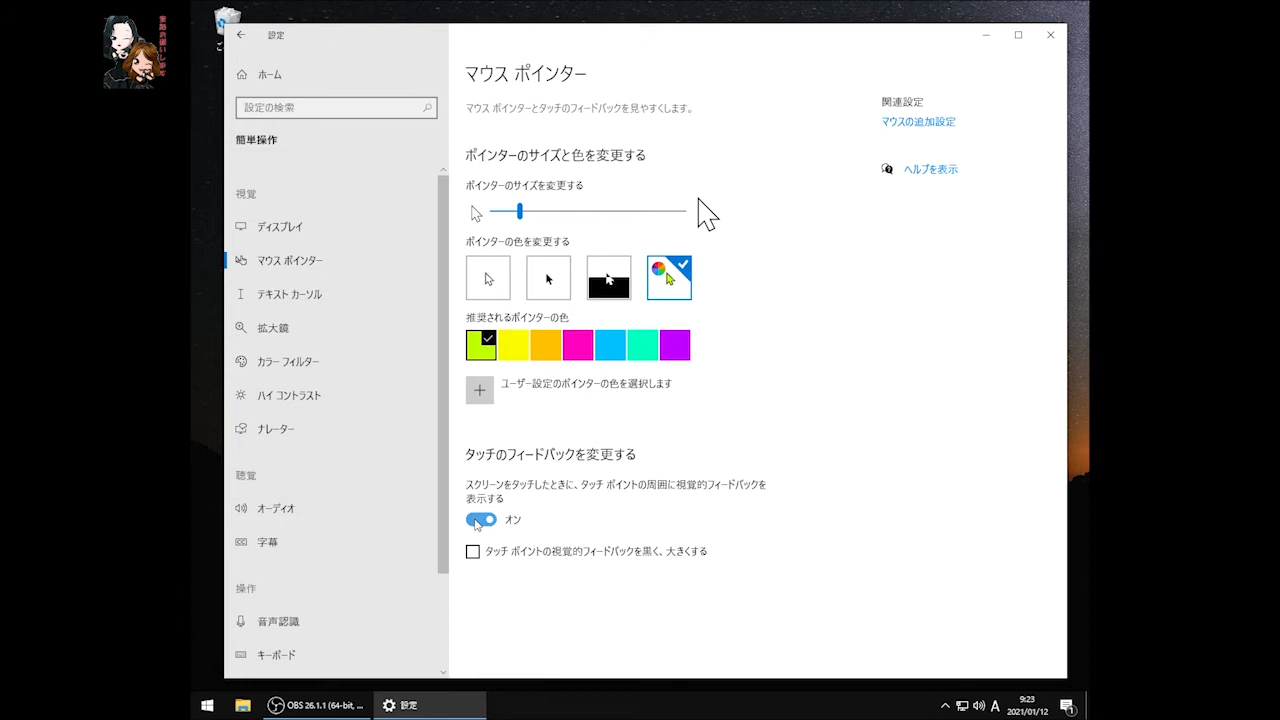 設定
ホーム
設定の検索
簡単操作
視覚
ディスプレイ
マウス ポインター
テキスト カーソル
拡大鏡
カラー フィルター
ハイ コントラスト
ナレーター
聴覚
オーディオ
字幕
操作
音声認識
キーボード
マウス ポインター
マウス ポインターとタッチのフィードバックを見やすくします。
ポインターのサイズと色を変更する
ポインターのサイズを変更する
ポインターの色を変更する
推奨されるポインターの色
ユーザー設定のポインターの色を選択します
タッチのフィードバックを変更する
スクリーンをタッチしたときに、タッチ ポイントの周囲に視覚的フィードバックを
表示する
オン
タッチ ポイントの視覚的フィードバックを黒く、大きくする
関連設定
マウスの追加設定
ヘルプを表示
OBS 26.1.1 (64-bit, ...
設定
A
9:23
2021/01/12
1